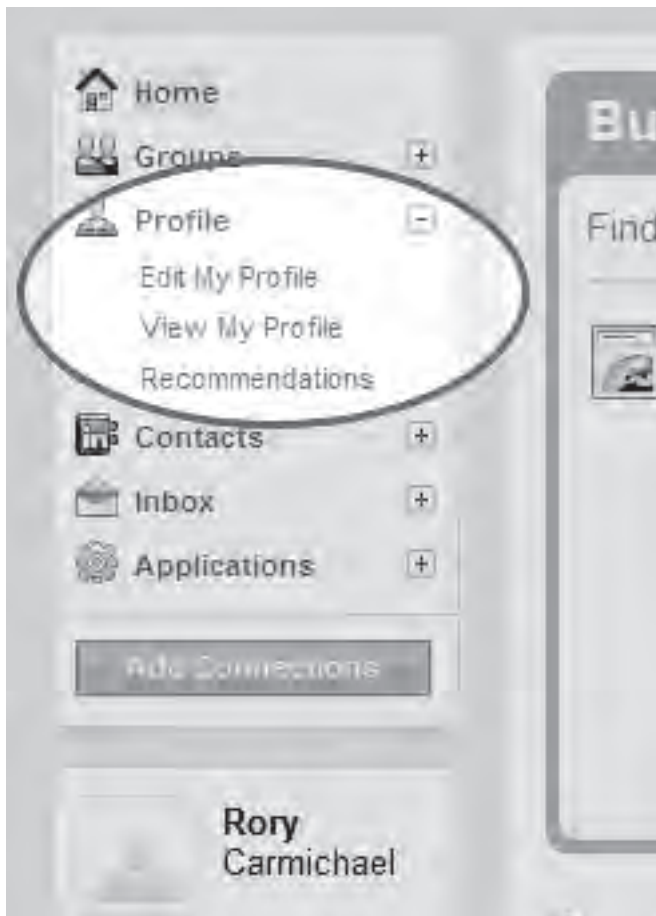 Home
Groups
Profile
Edit My Profile
View My Profile
Recommendations
Contacts
Inbox
Applications
Add Connections
Rory
Carmichael
Bu
Find